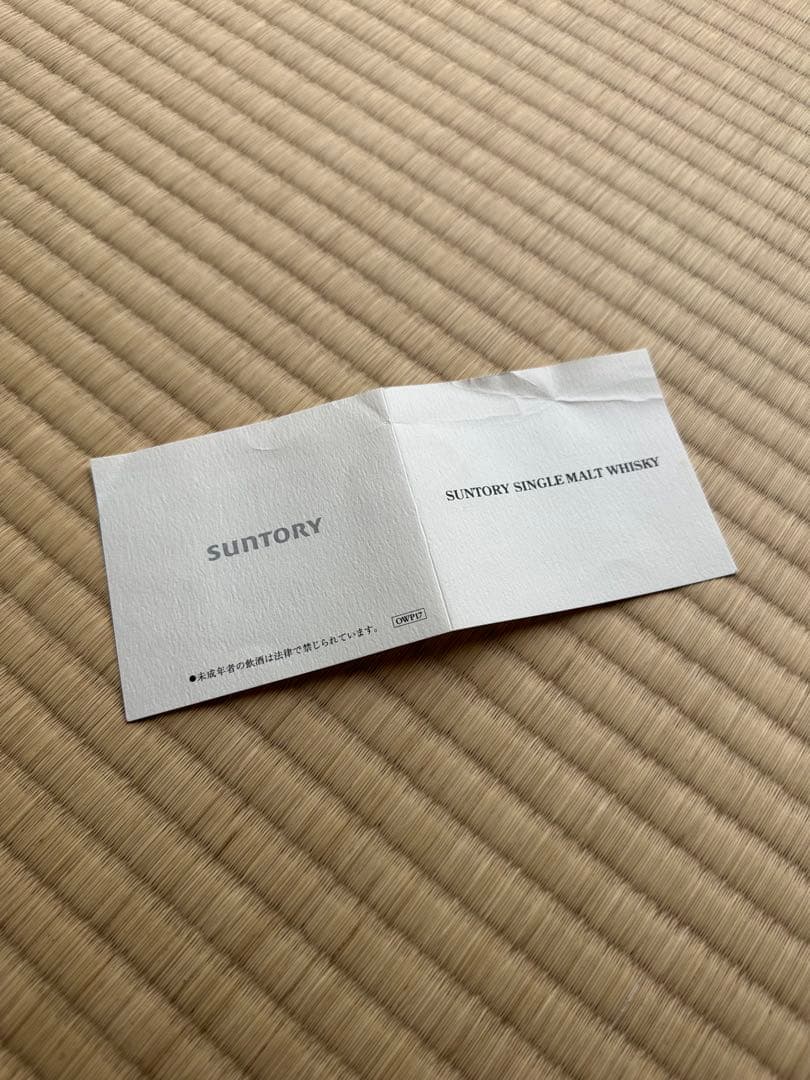 SUNTORY
●未成年者の飲酒は法律で禁じられています。
OWP17
SUNTORY SINGLE MALT WHISKY